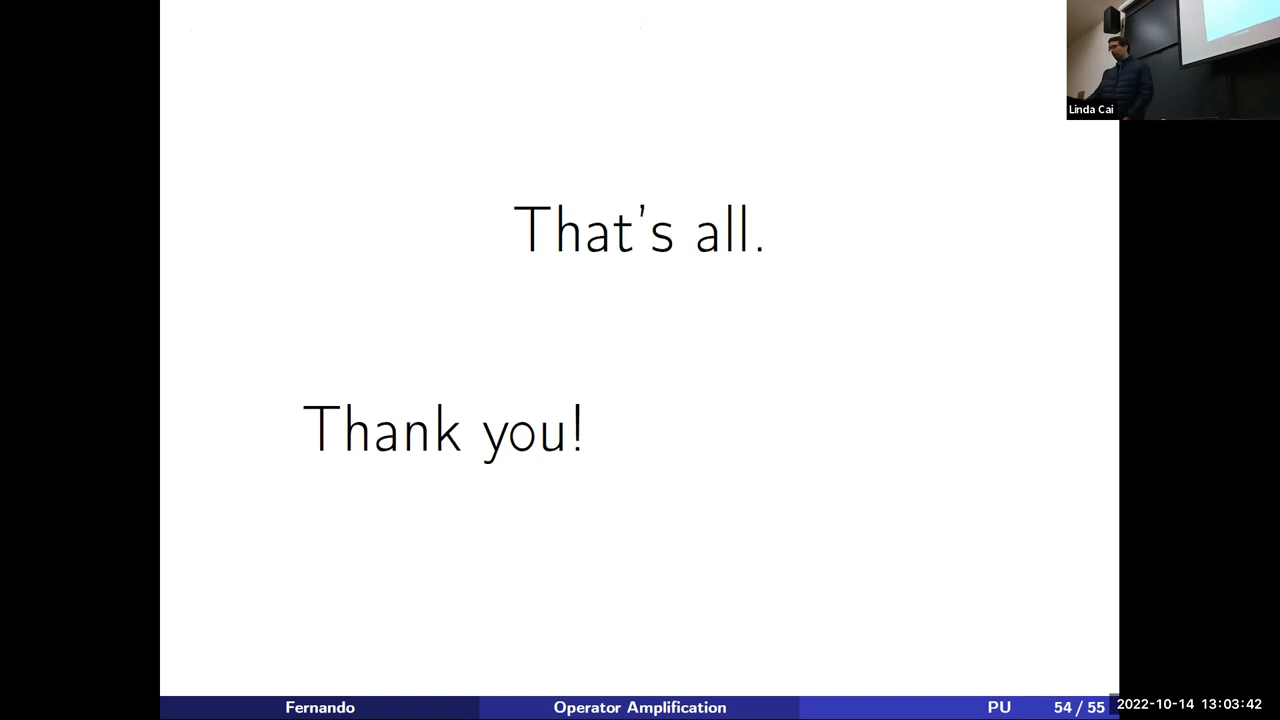 Linda Cai
That's all.
Thank you!
Fernando
Operator Amplification
PU
54 / 55
2022-10-14 13:03:42